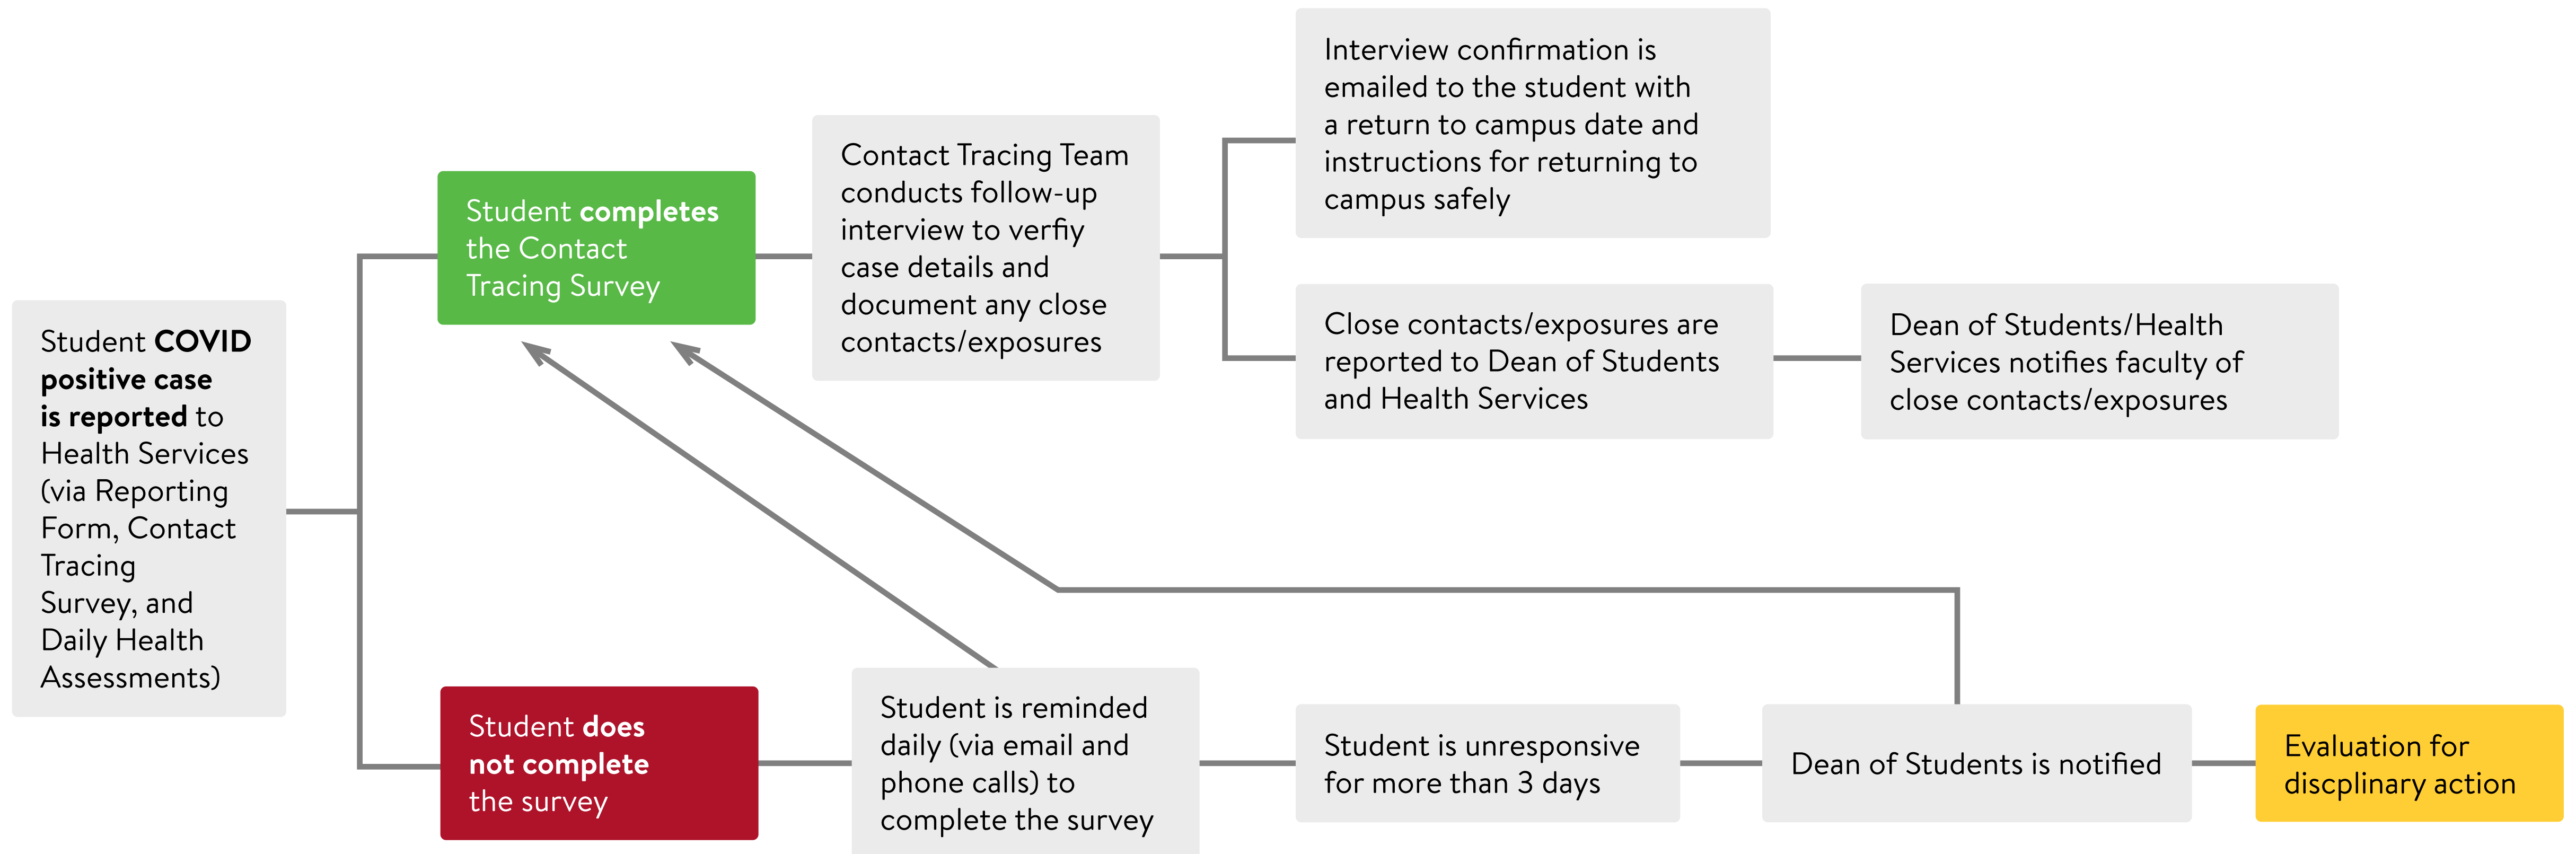 Student COVID
positive case
is reported to
Health Services
(via Reporting
Form, Contact
Tracing
Survey, and
Daily Health
Assessments)
Student completes
the Contact
Tracing Survey
Contact Tracing Team
conducts follow-up
interview to verfiy
case details and
document any close
contacts/exposures
Interview confirmation is
emailed to the student with
a return to campus date and
instructions for returning to
campus safely
Close contacts/exposures are
reported to Dean of Students
and Health Services
Dean of Students/Health
Services notifies faculty of
close contacts/exposures
Student does
not complete
the survey
Student is reminded
daily (via email and
phone calls) to
complete the survey
Student is unresponsive
for more than 3 days
Dean of Students is notified
Evaluation for
discplinary action